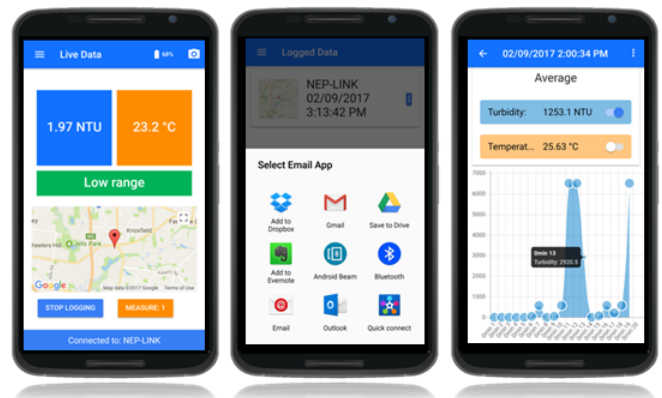 Live Data
68%
1.97 NTU
23.2 °C
Low range
Knoxfield
Jells Park
Google
Map data ©2017 Google
Terms of Use
STOP LOGGING
MEASURE: 1
Connected to: NEP-LINK
Logged Data
NEP-LINK
02/09/2017
3:13:42 PM
Select Email App
Add to
Dropbox
Gmail
Save to Drive
Add to
Evernote
Android Beam
Bluetooth
Email
Outlook
Quick connect
02/09/2017 2:00:34 PM
Average
Turbidity: 1253.1 NTU
Temperat... 25.63 °C
7000
6000
5000
4000
3000
2000
1000
0
0min 13
Turbidity: 2920.5